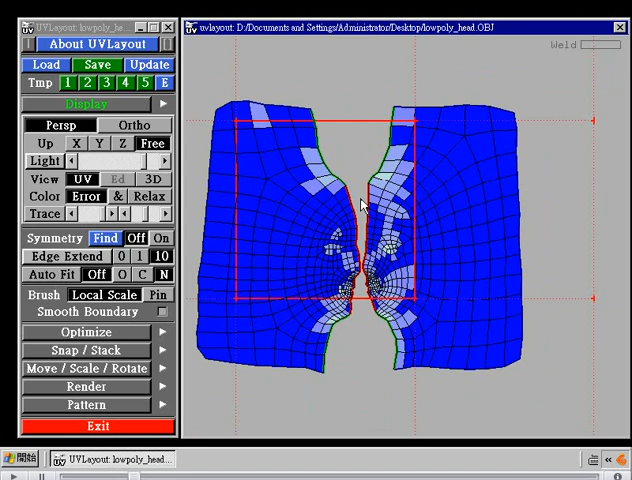 UVLayout: lowpoly_he...
About UVLayout
Load Save Update
Tmp 1 2 3 4 5 E
Display
Persp Ortho
Up X Y Z Free
Light
View UV Ed 3D
Color Error & Relax
Trace
Symmetry Find Off On
Edge Extend 0 1 10
Auto Fit Off O C N
Brush Local Scale Pin
Smooth Boundary
Optimize
Snap / Stack
Move / Scale / Rotate
Render
Pattern
Exit
uvlayout: D:/Documents and Settings/Administrator/Desktop/lowpoly_head.OBJ
Weld
開始
UVLayout: lowpoly_head...